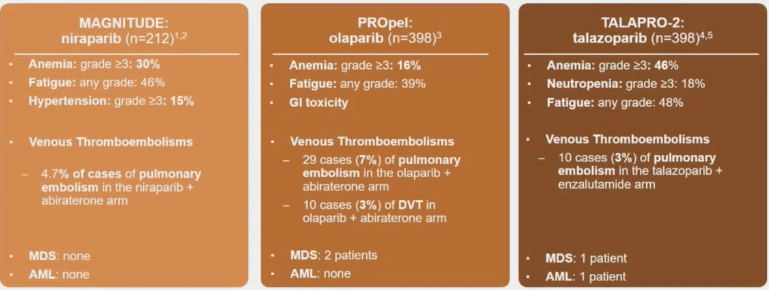 MAGNITUDE:
niraparib (n=212)1,2
• Anemia: grade ≥3: 30%
• Fatigue: any grade: 46%
• Hypertension: grade ≥3: 15%
• Venous Thromboembolisms
– 4.7% of cases of pulmonary
embolism in the niraparib +
abiraterone arm
• MDS: none
• AML: none
PROpel:
olaparib (n=398)3
• Anemia: grade ≥3: 16%
• Fatigue: any grade: 39%
• GI toxicity
• Venous Thromboembolisms
– 29 cases (7%) of pulmonary
embolism in the olaparib +
abiraterone arm
– 10 cases (3%) of DVT in
olaparib + abiraterone arm
• MDS: 2 patients
• AML: none
TALAPRO-2:
talazoparib (n=398)4,5
• Anemia: grade ≥3: 46%
• Neutropenia: grade ≥3: 18%
• Fatigue: any grade: 48%
• Venous Thromboembolisms
– 10 cases (3%) of pulmonary
embolism in the talazoparib +
enzalutamide arm
• MDS: 1 patient
• AML: 1 patient